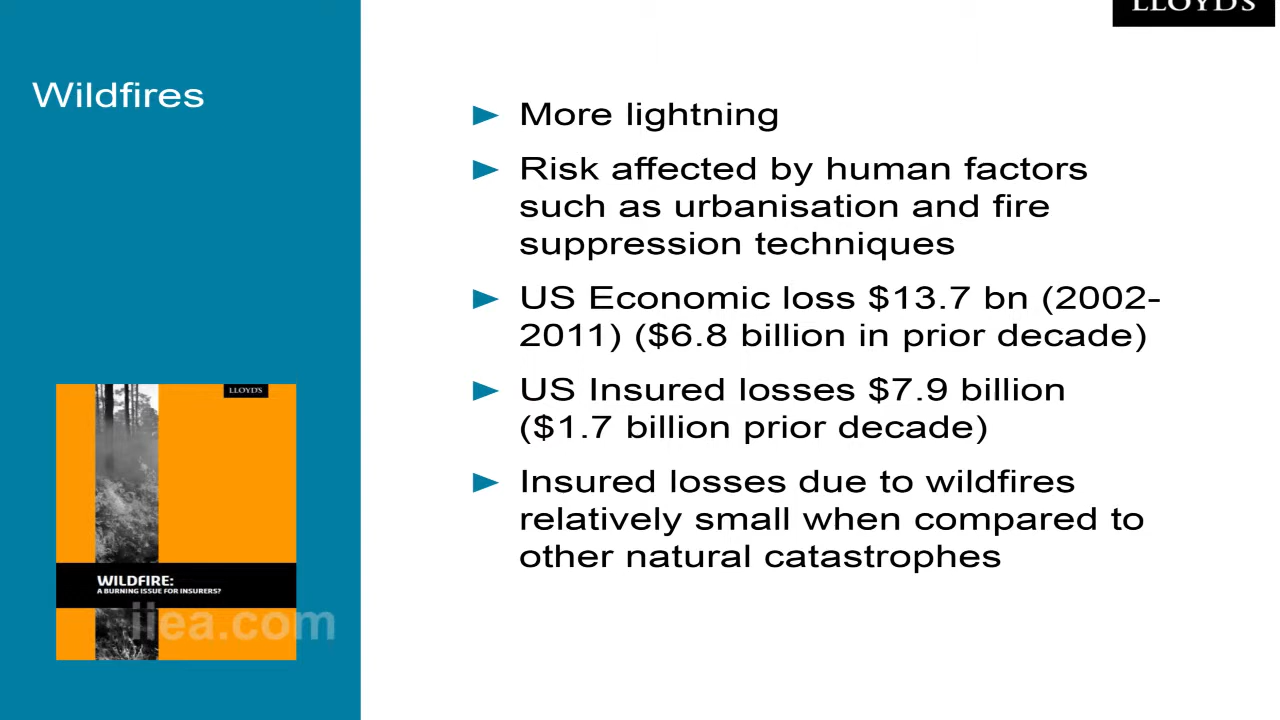 LLOYD'S
Wildfires
► More lightning
► Risk affected by human factors
such as urbanisation and fire
suppression techniques
► US Economic loss $13.7 bn (2002-
2011) ($6.8 billion in prior decade)
► US Insured losses $7.9 billion
($1.7 billion prior decade)
► Insured losses due to wildfires
relatively small when compared to
other natural catastrophes
LLOYD'S
WILDFIRE:
A BURNING ISSUE FOR INSURERS?
iiea.com